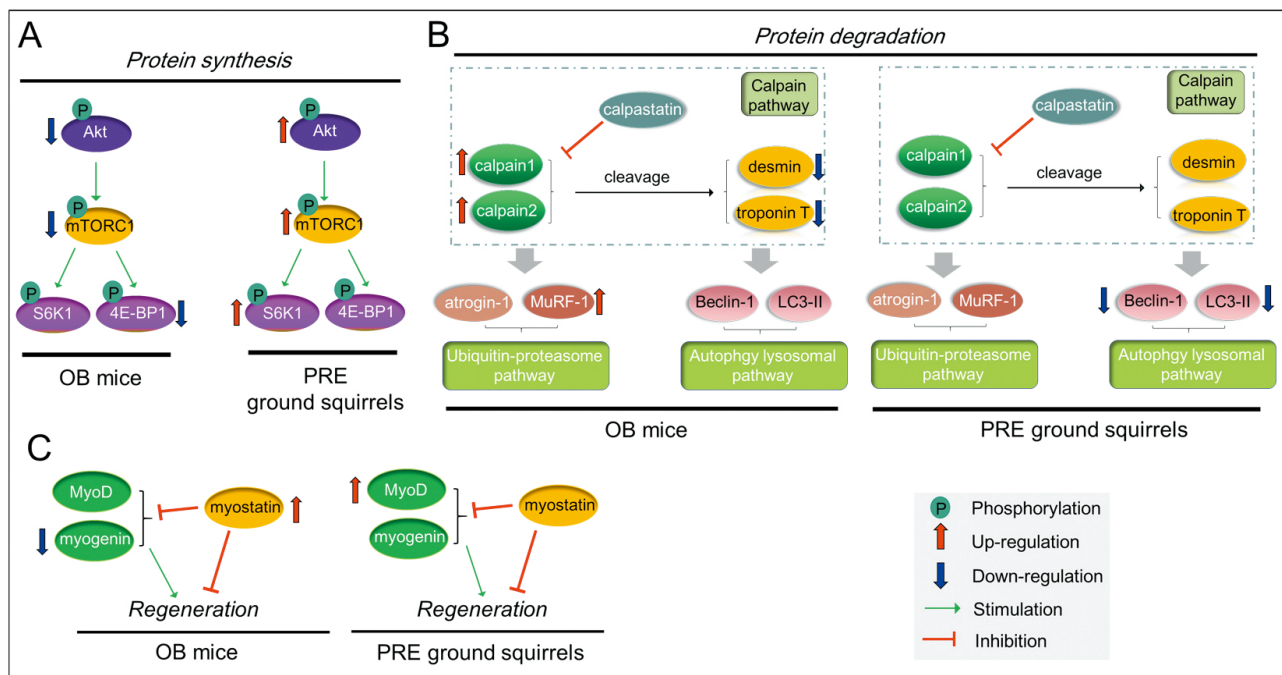 A
Protein synthesis
P
Akt
P
mTORC1
P
S6K1
P
4E-BP1
OB mice
P
Akt
P
mTORC1
P
S6K1
P
4E-BP1
PRE
ground squirrels
B
Protein degradation
Calpain
pathway
calpastatin
calpain1
calpain2
cleavage
desmin
troponin T
atrogin-1
MuRF-1
Beclin-1
LC3-II
Ubiquitin-proteasome
pathway
Autophgy lysosomal
pathway
OB mice
Calpain
pathway
calpastatin
calpain1
calpain2
cleavage
desmin
troponin T
atrogin-1
MuRF-1
Beclin-1
LC3-II
Ubiquitin-proteasome
pathway
Autophgy lysosomal
pathway
PRE ground squirrels
C
MyoD
myogenin
myostatin
Regeneration
OB mice
MyoD
myogenin
myostatin
Regeneration
PRE ground squirrels
P Phosphorylation
Up-regulation
Down-regulation
Stimulation
Inhibition